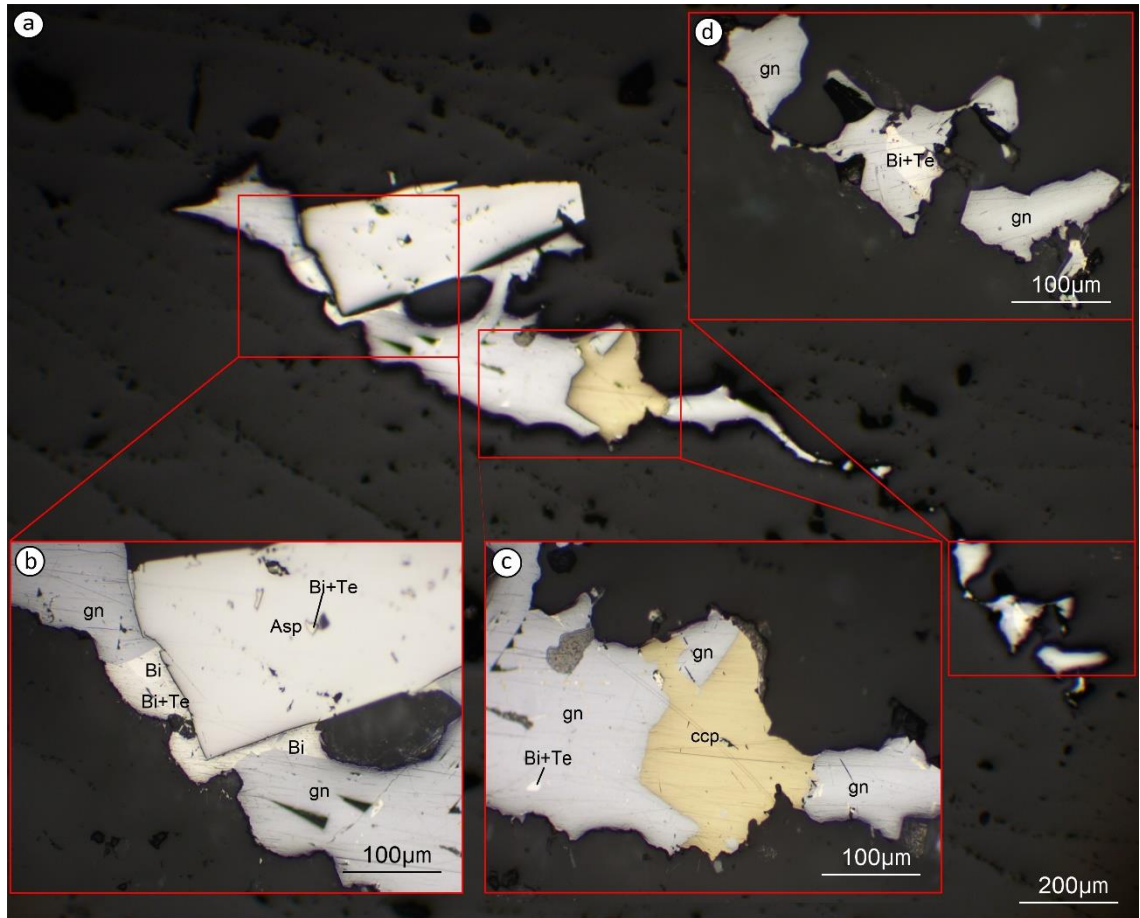 a
d
gn
Bi+Te
gn
100µm
b
Bi+Te
Asp
gn
Bi
Bi+Te
Bi
gn
100µm
c
gn
gn
ccp
Bi+Te
gn
100µm
200µm